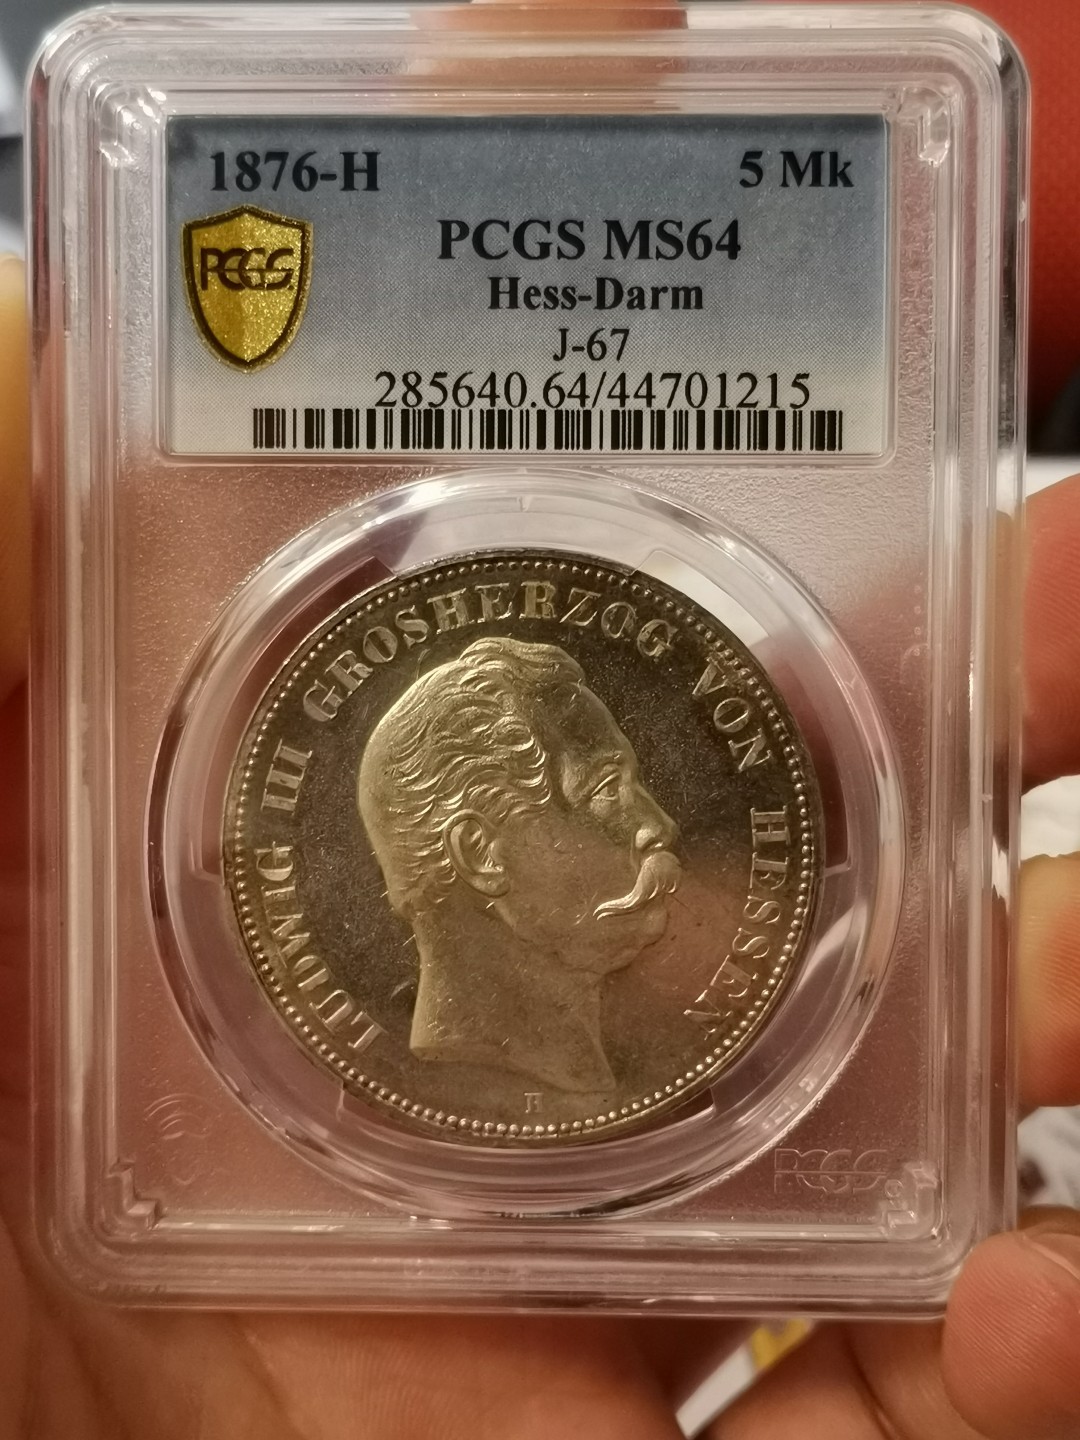 1876-H 5 Mk
PCGS MS64
PCGS
Hess-Darm
J-67
285640.64/44701215
LUDWIG III GROSHERZOG VON HESSEN
H
PCGS